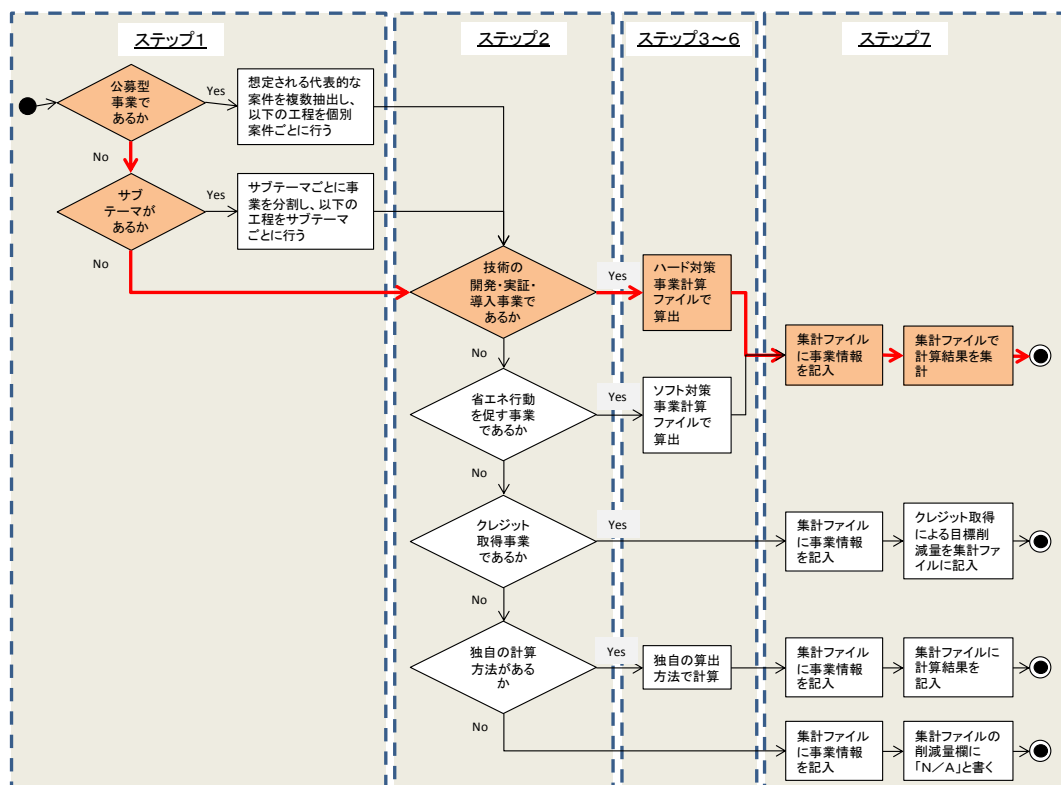 ステップ1
ステップ2
ステップ3～6
ステップ7
公募型
事業で
あるか
Yes
想定される代表的な
案件を複数抽出し、
以下の工程を個別
案件ごとに行う
No
サブ
テーマが
あるか
Yes
サブテーマごとに事
業を分割し、以下の
工程をサブテーマ
ごとに行う
No
技術の
開発・実証・
導入事業で
あるか
Yes
ハード対策
事業計算
ファイルで
算出
集計ファイル
に事業情報
を記入
集計ファイルで
計算結果を集
計
No
省エネ行動
を促す事業
であるか
Yes
ソフト対策
事業計算
ファイルで
算出
No
クレジット
取得事業
であるか
Yes
集計ファイル
に事業情報
を記入
クレジット取得
による目標削
減量を集計ファ
イルに記入
No
独自の計算
方法がある
か
Yes
独自の算出
方法で計算
集計ファイル
に事業情報
を記入
集計ファイルに
計算結果を
記入
No
集計ファイル
に事業情報
を記入
集計ファイルの
削減量欄に
「N／A」と書く